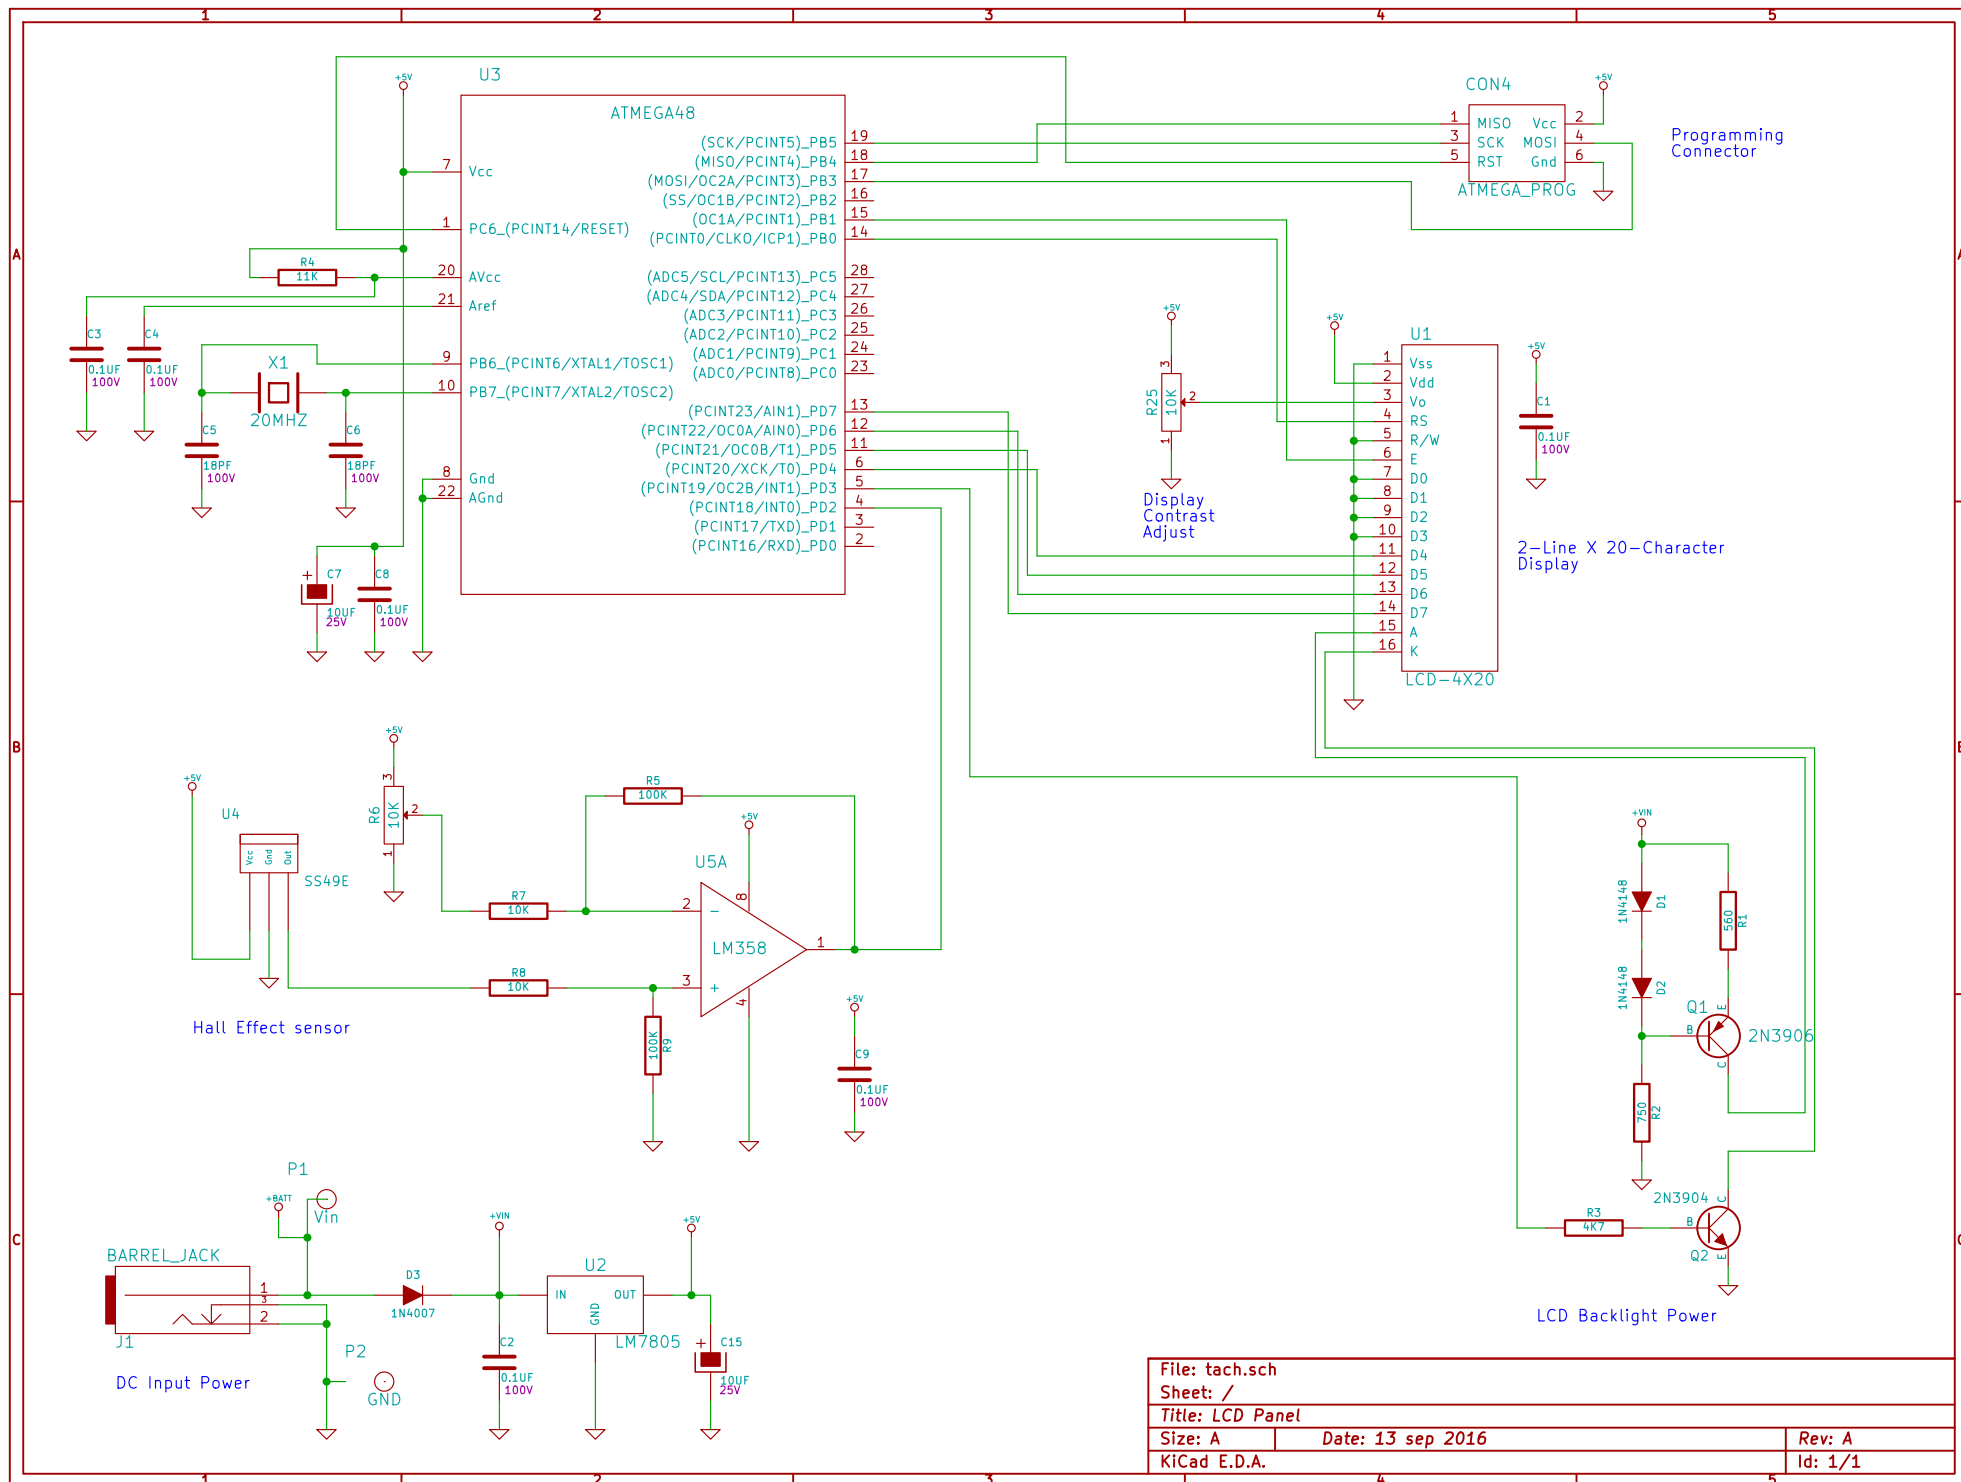 1 2 3 4 5
A
B
C
U3
ATMEGA48
+5V
7 Vcc
1 PC6_(PCINT14/RESET)
20 AVcc
21 Aref
9 PB6_(PCINT6/XTAL1/TOSC1)
10 PB7_(PCINT7/XTAL2/TOSC2)
8 Gnd
22 AGnd
(SCK/PCINT5)_PB5 19
(MISO/PCINT4)_PB4 18
(MOSI/OC2A/PCINT3)_PB3 17
(SS/OC1B/PCINT2)_PB2 16
(OC1A/PCINT1)_PB1 15
(PCINT0/CLKO/ICP1)_PB0 14
(ADC5/SCL/PCINT13)_PC5 28
(ADC4/SDA/PCINT12)_PC4 27
(ADC3/PCINT11)_PC3 26
(ADC2/PCINT10)_PC2 25
(ADC1/PCINT9)_PC1 24
(ADC0/PCINT8)_PC0 23
(PCINT23/AIN1)_PD7 13
(PCINT22/OC0A/AIN0)_PD6 12
(PCINT21/OC0B/T1)_PD5 11
(PCINT20/XCK/T0)_PD4 6
(PCINT19/OC2B/INT1)_PD3 5
(PCINT18/INT0)_PD2 4
(PCINT17/TXD)_PD1 3
(PCINT16/RXD)_PD0 2
R4
11K
C3
0.1UF
100V
C4
0.1UF
100V
X1
20MHZ
C5
18PF
100V
C6
18PF
100V
+ C7
10UF
25V
C8
0.1UF
100V
CON4
+5V
1 MISO Vcc 2
3 SCK MOSI 4
5 RST Gnd 6
ATMEGA_PROG
Programming
Connector
+5V
3
R25
10K
2
1
Display
Contrast
Adjust
+5V
U1
1 Vss
2 Vdd
3 Vo
4 RS
5 R/W
6 E
7 D0
8 D1
9 D2
10 D3
11 D4
12 D5
13 D6
14 D7
15 A
16 K
LCD-4X20
+5V
C1
0.1UF
100V
2-Line X 20-Character
Display
+5V
U4
Vcc Gnd Out
SS49E
Hall Effect sensor
+5V
3
R6
10K
2
1
R5
100K
R7
10K
R8
10K
100K
R9
+5V
U5A
8
2 -
LM358
1
3 +
4
+5V
C9
0.1UF
100V
+VIN
1N4148
D1
560
R1
1N4148
D2
Q1
E
B
C
2N3906
750
R2
2N3904
R3
4K7
C
B
E
Q2
LCD Backlight Power
P1
+BATT
Vin
BARREL_JACK
1
3
2
J1
P2
GND
DC Input Power
D3
1N4007
+VIN
C2
0.1UF
100V
U2
IN OUT
GND
LM7805
+5V
+ C15
10UF
25V
File: tach.sch
Sheet: /
Title: LCD Panel
Size: A Date: 13 sep 2016 Rev: A
KiCad E.D.A. Id: 1/1
1 2 3 4 5